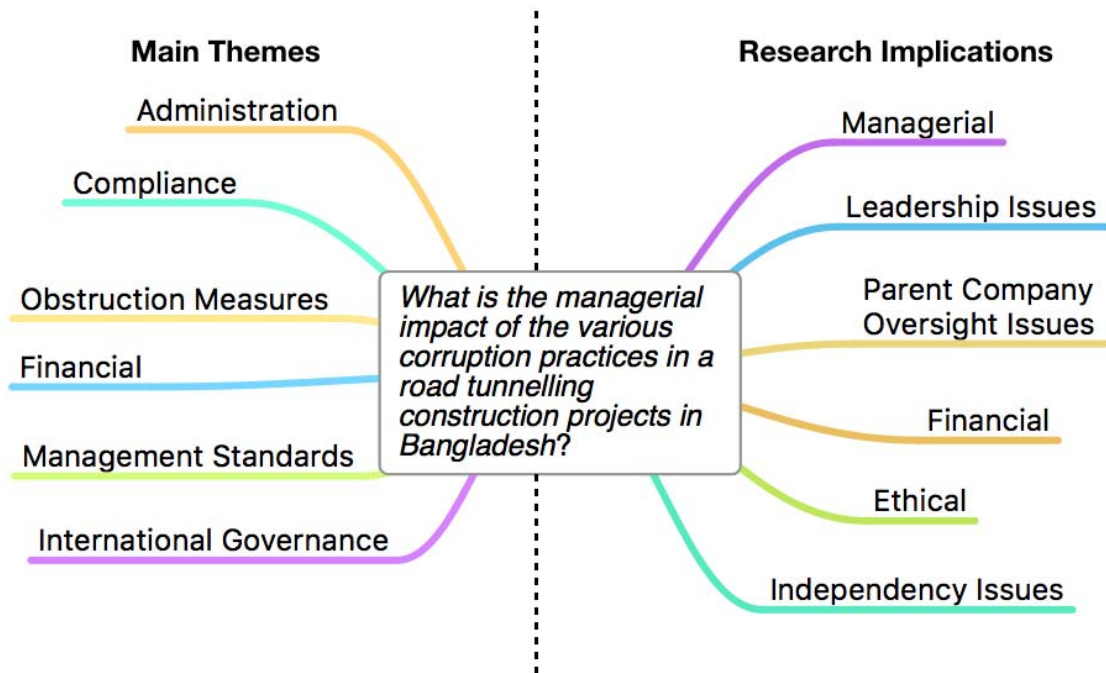 Main Themes
Administration
Compliance
Obstruction Measures
Financial
Management Standards
International Governance
What is the managerial
impact of the various
corruption practices in a
road tunnelling
construction projects in
Bangladesh?
Research Implications
Managerial
Leadership Issues
Parent Company
Oversight Issues
Financial
Ethical
Independency Issues